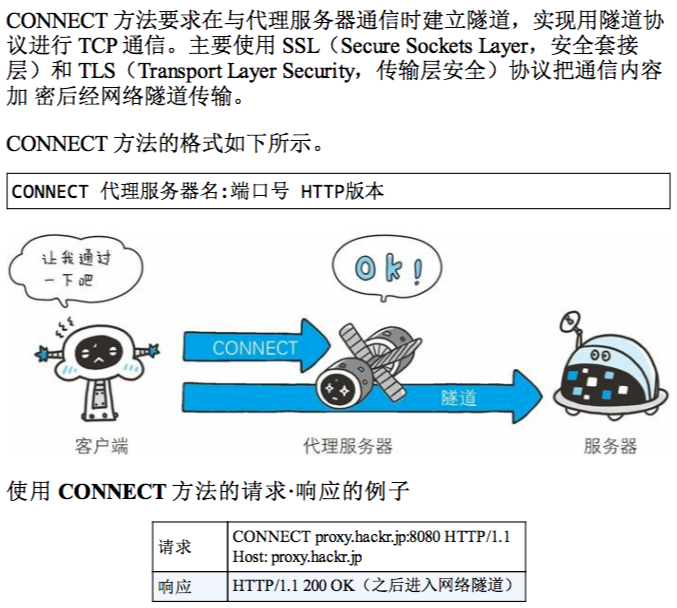 CONNECT 方法要求在与代理服务器通信时建立隧道，实现用隧道协
议进行 TCP 通信。主要使用 SSL（Secure Sockets Layer，安全套接
层）和 TLS（Transport Layer Security，传输层安全）协议把通信内容
加 密后经网络隧道传输。
CONNECT 方法的格式如下所示。
CONNECT 代理服务器名:端口号 HTTP版本
让我通过
一下吧
Ok!
CONNECT
隧道
客户端
代理服务器
服务器
使用 CONNECT 方法的请求·响应的例子
请求
CONNECT proxy.hackr.jp:8080 HTTP/1.1
Host: proxy.hackr.jp
响应
HTTP/1.1 200 OK（之后进入网络隧道）